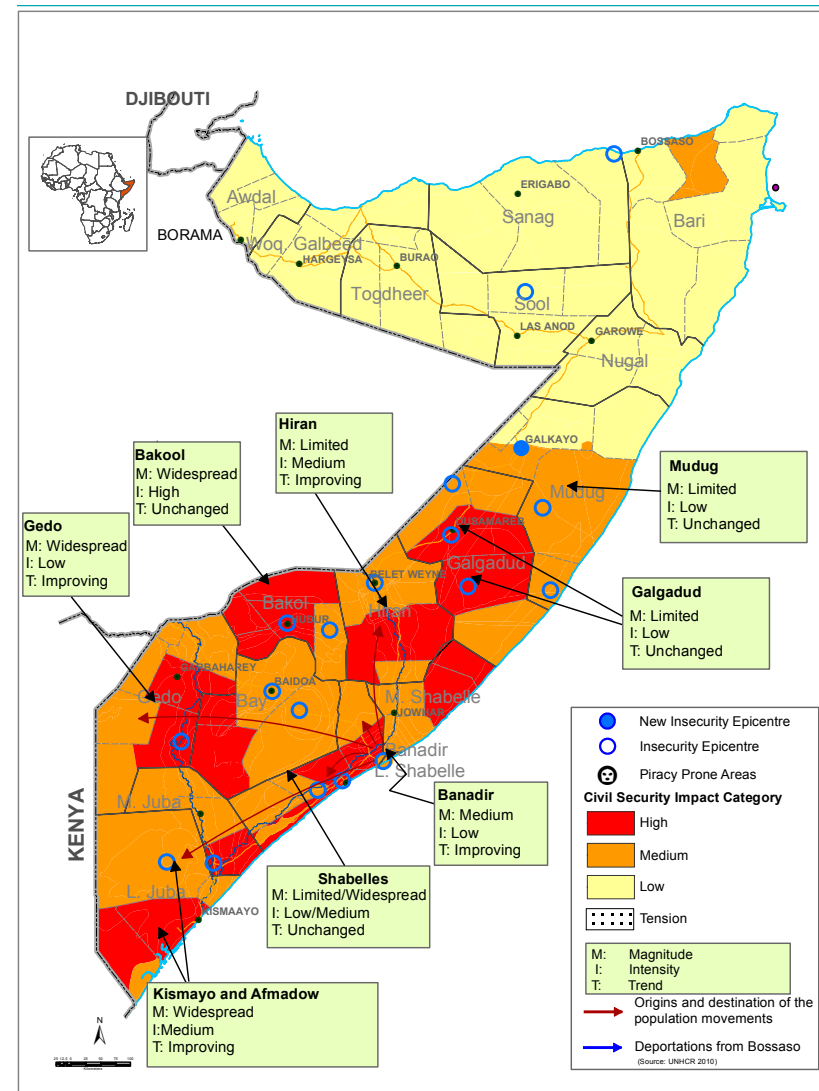 DJIBOUTI
BOSSASO
ERIGABO
Awdal
Sanag
Bari
BORAMA
Woq Galbeed
HARGEYSA
BURAO
Togdheer
Sool
LAS ANOD
GAROWE
Nugal
Hiran
M: Limited
I: Medium
T: Improving
GALKAYO
Bakool
M: Widespread
I: High
T: Unchanged
Mudug
M: Limited
I: Low
T: Unchanged
Mudug
Gedo
M: Widespread
I: Low
T: Improving
DUSAMAREB
Galgadud
Galgadud
M: Limited
I: Low
T: Unchanged
BELET WEYNE
Bakol
Hiran
HUDUR
GARBAHAREY
Gedo
BAIDOA
Bay
M. Shabelle
JOWHAR
Banadir
L. Shabelle
KENYA
M. Juba
Banadir
M: Medium
I: Low
T: Improving
L. Juba
Shabelles
M: Limited/Widespread
I: Low/Medium
T: Unchanged
KISMAAYO
Kismayo and Afmadow
M: Widespread
I:Medium
T: Improving
N
Kilometers
New Insecurity Epicentre
Insecurity Epicentre
Piracy Prone Areas
Civil Security Impact Category
High
Medium
Low
Tension
M: Magnitude
I: Intensity
T: Trend
Origins and destination of the
population movements
Deportations from Bossaso
(Source: UNHCR 2010)